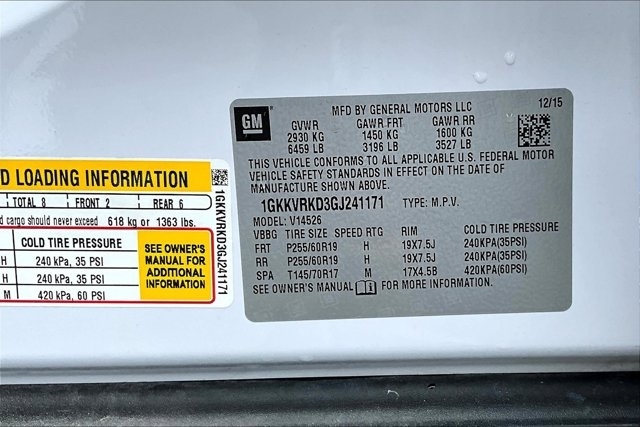 D LOADING INFORMATION
TOTAL 8 FRONT 2 REAR 6
d cargo should never exceed 618 kg or 1363 lbs.
COLD TIRE PRESSURE
H 240 kPa, 35 PSI
H 240 kPa, 35 PSI
M 420 kPa, 60 PSI
SEE OWNER'S
MANUAL FOR
ADDITIONAL
INFORMATION
1GKKVRKD3GJ241171
GM
MFD BY GENERAL MOTORS LLC 12/15
GVWR GAWR FRT GAWR RR
2930 KG 1450 KG 1600 KG
6459 LB 3196 LB 3527 LB
THIS VEHICLE CONFORMS TO ALL APPLICABLE U.S. FEDERAL MOTOR
VEHICLE SAFETY STANDARDS IN EFFECT ON THE DATE OF
MANUFACTURE SHOWN ABOVE.
1GKKVRKD3GJ241171 TYPE: M.P.V.
MODEL: V14526
VBBG TIRE SIZE SPEED RTG RIM COLD TIRE PRESSURE
FRT P255/60R19 H 19X7.5J 240KPA(35PSI)
RR P255/60R19 H 19X7.5J 240KPA(35PSI)
SPA T145/70R17 M 17X4.5B 420KPA(60PSI)
SEE OWNER'S MANUAL FOR MORE INFORMATION.